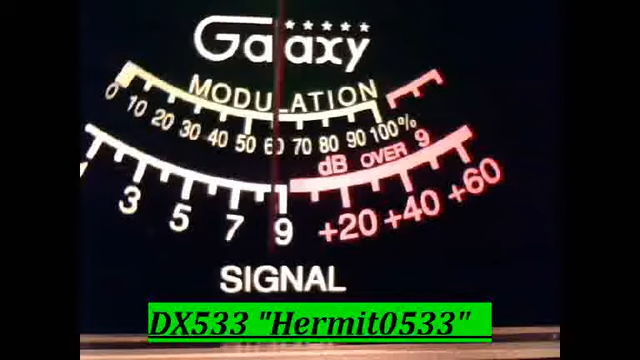 Galaxy
MODULATION
0 10 20 30 40 50 60 70 80 90 100%
dB OVER 9
1 3 5 7 9 +20 +40 +60
SIGNAL
DX533 "Hermit0533"